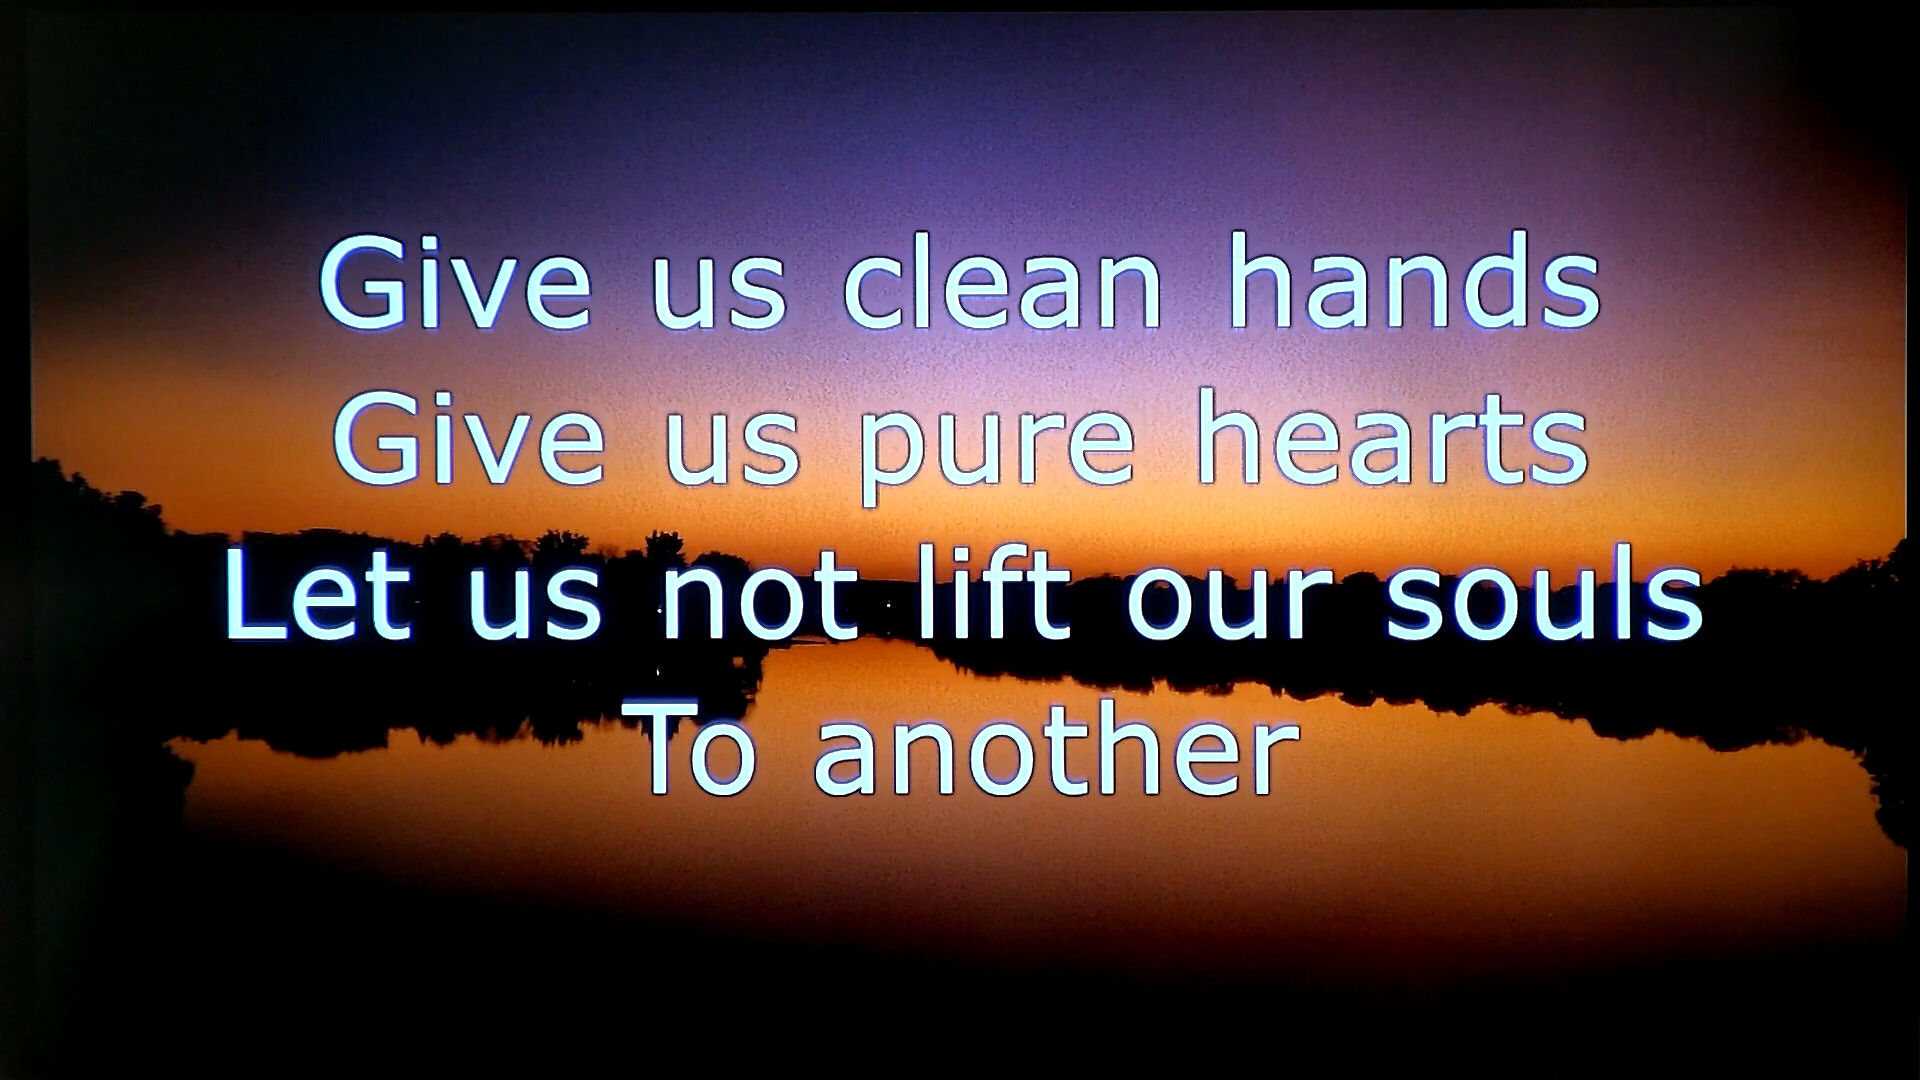 Give us clean hands
Give us pure hearts
Let us not lift our souls
To another